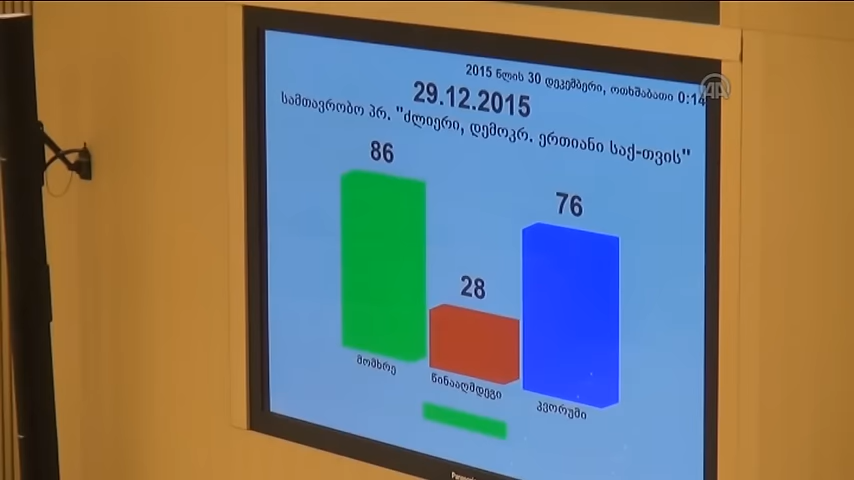 2015 წლის 30 დეკემბერი, ოთხშაბათი 0:14
AA
29.12.2015
სამთავრობო პრ. "ძლიერი, დემოკრ. ერთიანი საქ-თვის"
86
76
28
მომხრე
წინააღმდეგი
კვორუმი